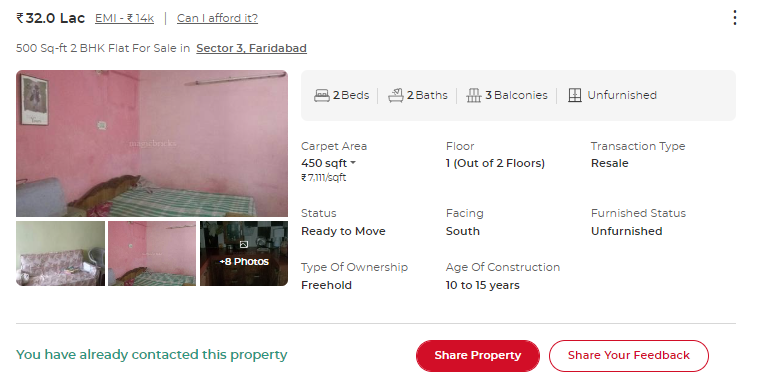 ₹32.0 Lac EMI - ₹14k | Can I afford it?
500 Sq-ft 2 BHK Flat For Sale in Sector 3, Faridabad
2 Beds 2 Baths 3 Balconies Unfurnished
Carpet Area Floor Transaction Type
450 sqft 1 (Out of 2 Floors) Resale
₹7,111/sqft
Status Facing Furnished Status
Ready to Move South Unfurnished
+8 Photos
Type Of Ownership Age Of Construction
Freehold 10 to 15 years
You have already contacted this property Share Property Share Your Feedback